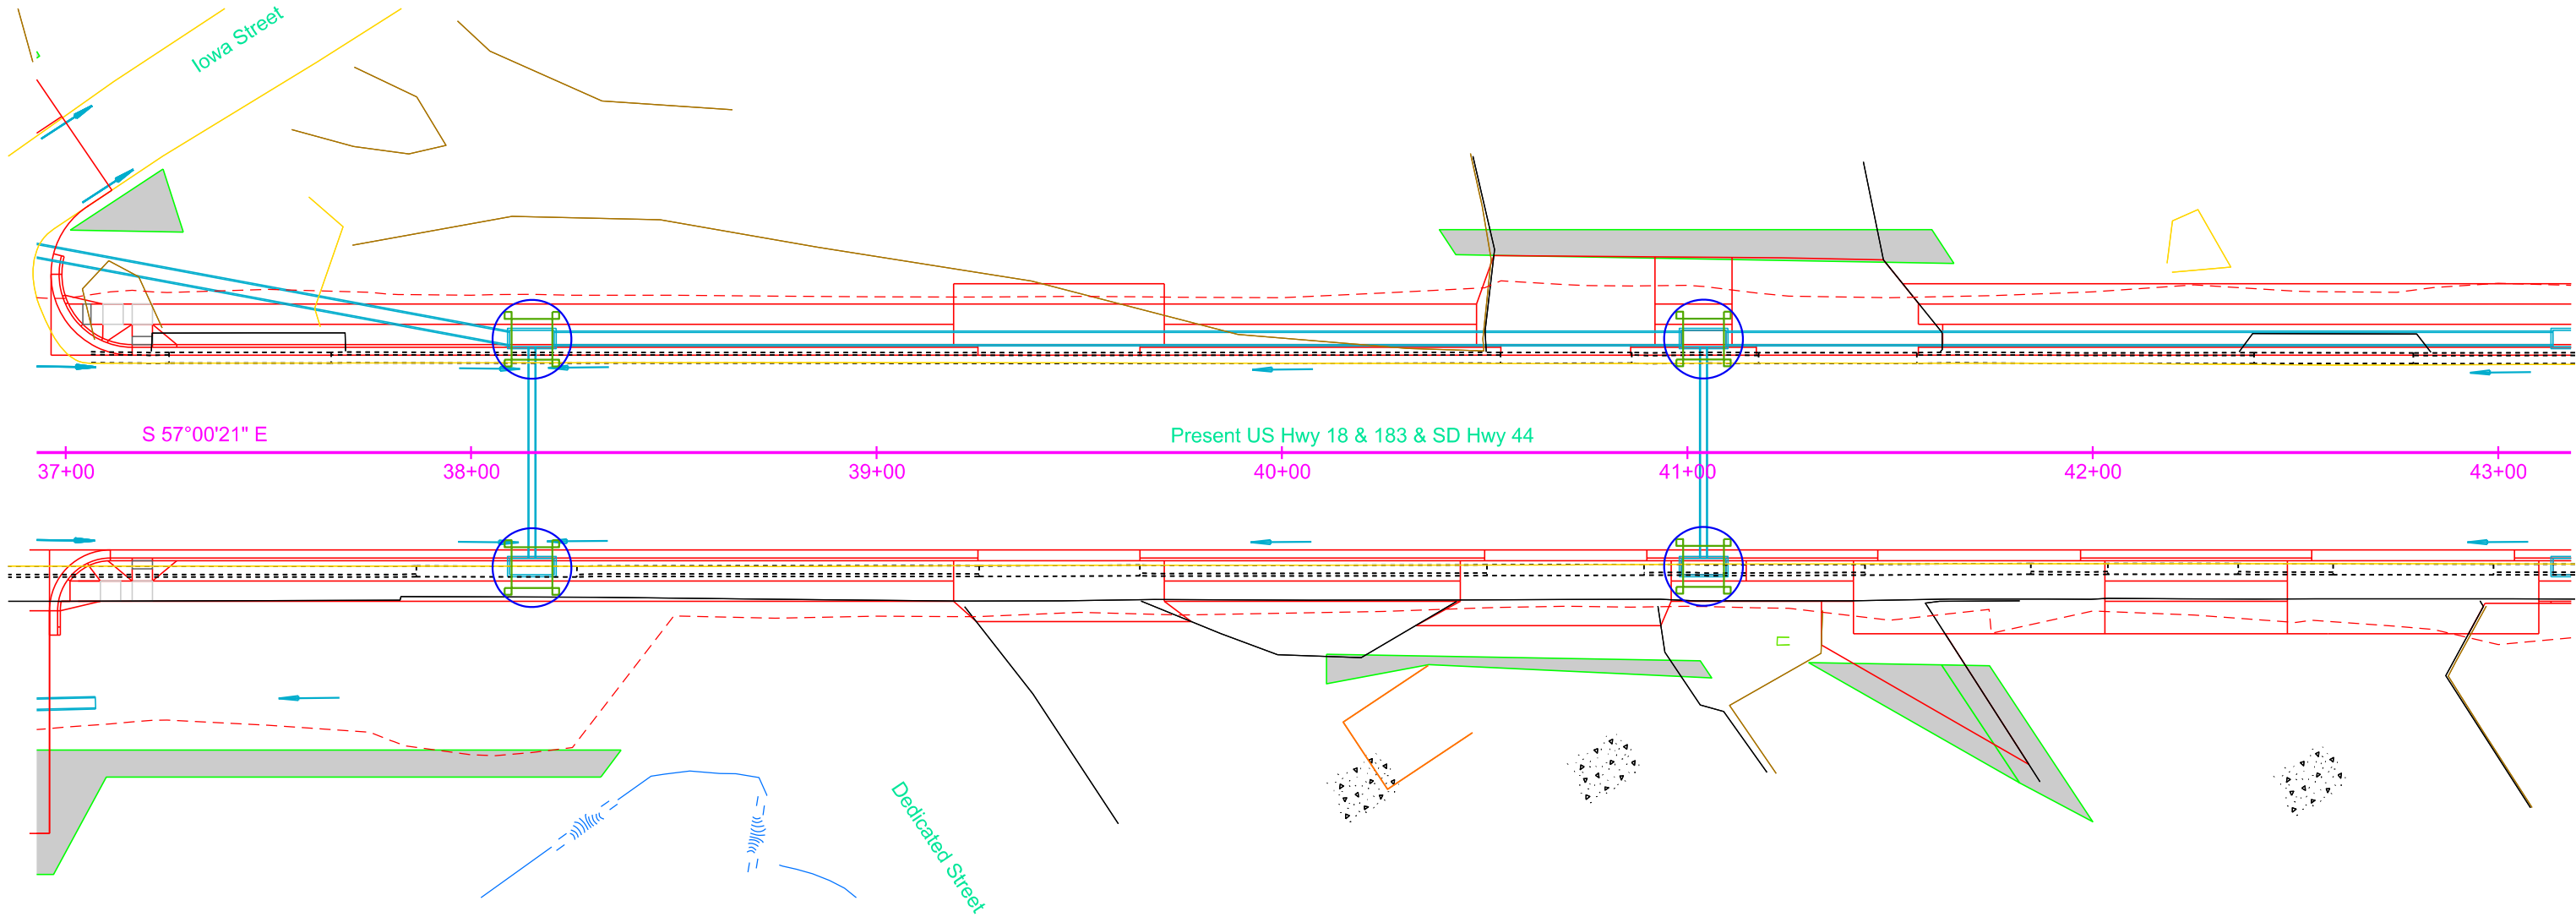 Iowa Street
S 57°00'21" E
Present US Hwy 18 & 183 & SD Hwy 44
37+00
38+00
39+00
40+00
41+00
42+00
43+00
Dedicated Street